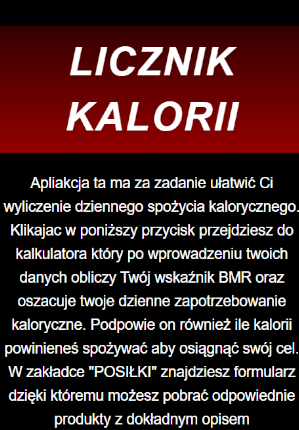 LICZNIK
KALORII
Apliakcja ta ma za zadanie ułatwić Ci
wyliczenie dziennego spożycia kalorycznego.
Klikajac w poniższy przycisk przejdziesz do
kalkulatora który po wprowadzeniu twoich
danych obliczy Twój wskaźnik BMR oraz
oszacuje twoje dzienne zapotrzebowanie
kaloryczne. Podpowie on również ile kalorii
powinieneś spożywać aby osiągnąć swój cel.
W zakładce "POSIŁKI" znajdziesz formularz
dzięki któremu możesz pobrać odpowiednie
produkty z dokładnym opisem